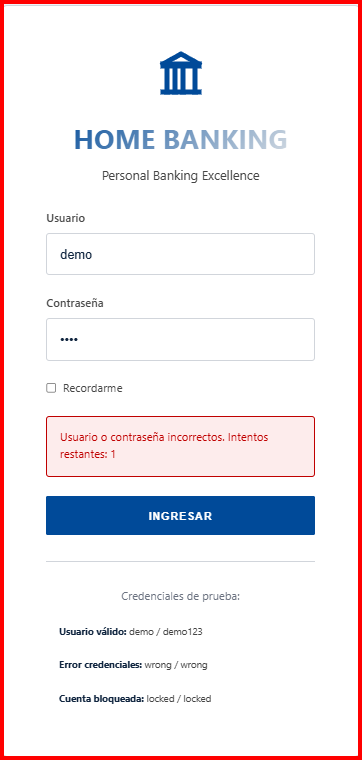 HOME BANKING
Personal Banking Excellence
Usuario
demo
Contraseña
••••
Recordarme
Usuario o contraseña incorrectos. Intentos
restantes: 1
INGRESAR
Credenciales de prueba:
Usuario válido: demo / demo123
Error credenciales: wrong / wrong
Cuenta bloqueada: locked / locked